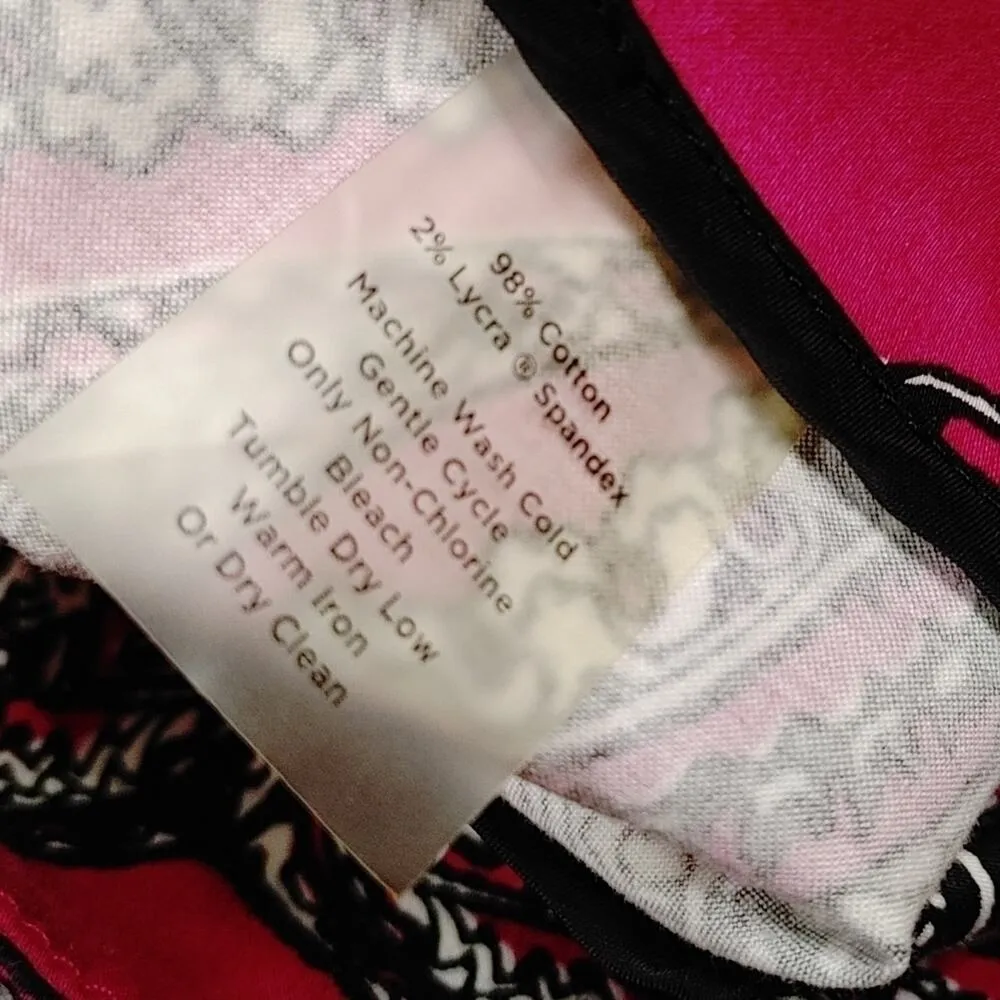 98% Cotton
2% Lycra ® Spandex
Machine Wash Cold
Gentle Cycle
Only Non-Chlorine
Bleach
Tumble Dry Low
Warm Iron
Or Dry Clean